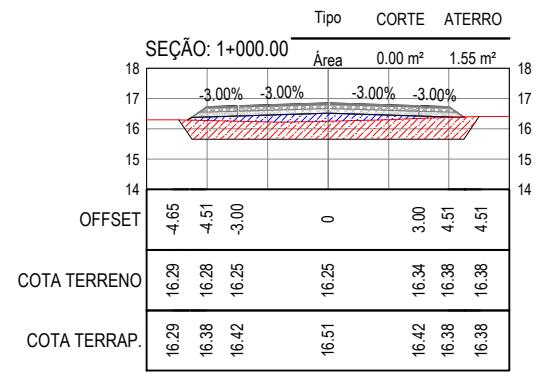 Tipo CORTE ATERRO
SEÇÃO: 1+000.00 Área 0.00 m² 1.55 m²
18 18
-3.00% -3.00% -3.00% -3.00%
17 17
16 16
15 15
14 14
OFFSET -4.65 -4.51 -3.00 0 3.00 4.51 4.51
COTA TERRENO 16.29 16.28 16.25 16.25 16.34 16.38 16.38
COTA TERRAP. 16.29 16.38 16.42 16.51 16.42 16.38 16.38